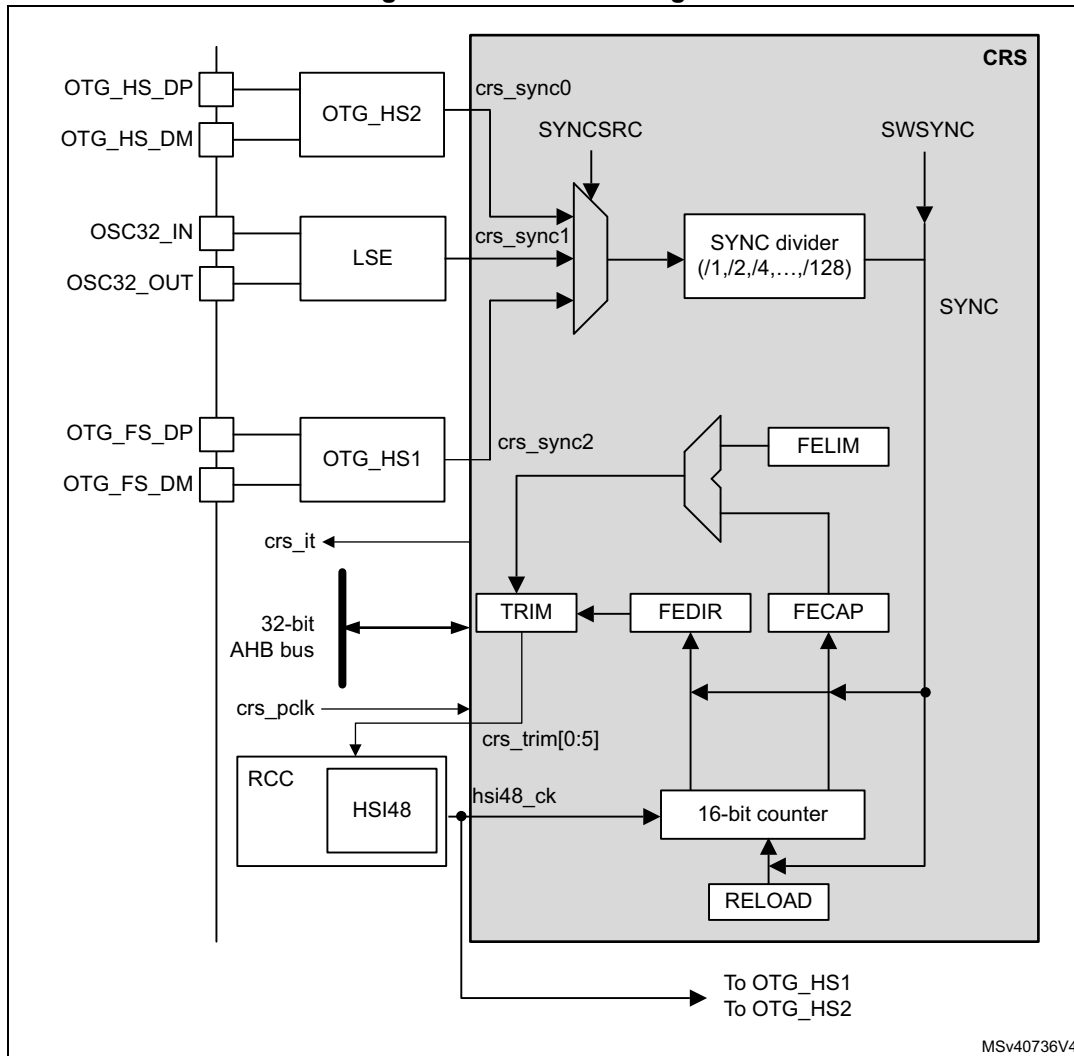 CRS
OTG_HS_DP
OTG_HS_DM
OTG_HS2
crs_sync0
SYNCSRC
SWSYNC
OSC32_IN
OSC32_OUT
LSE
crs_sync1
SYNC divider
(/1,/2,/4,…,/128)
SYNC
OTG_FS_DP
OTG_FS_DM
OTG_HS1
crs_sync2
FELIM
crs_it
TRIM
FEDIR
FECAP
32-bit
AHB bus
crs_pclk
crs_trim[0:5]
RCC
HSI48
hsi48_ck
16-bit counter
RELOAD
To OTG_HS1
To OTG_HS2
MSv40736V4